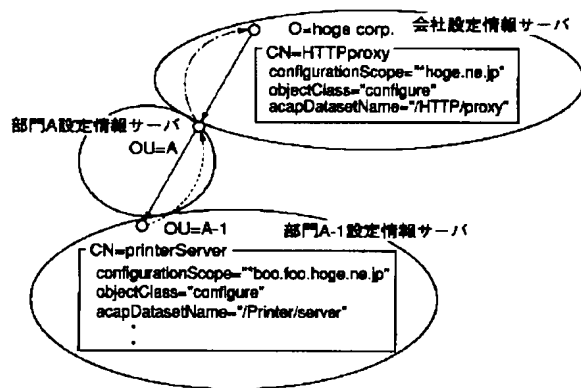 O=hoge corp.
会社設定情報サーバ
CN=HTTPproxy
configurationScope="*hoge.ne.jp"
objectClass="configure"
acapDatasetName="/HTTP/proxy"
部門A設定情報サーバ
OU=A
OU=A-1
部門A-1設定情報サーバ
CN=printerServer
configurationScope="*boo.foo.hoge.ne.jp"
objectClass="configure"
acapDatasetName="/Printer/server"
: